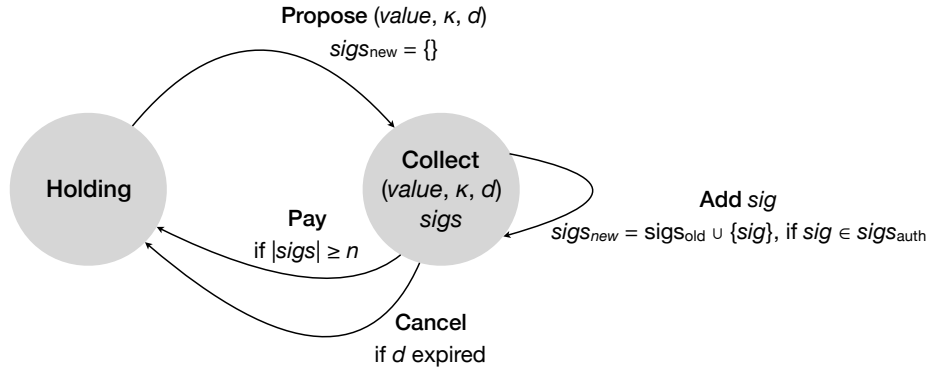 Propose (value, κ, d)
sigsnew = {}
Holding
Collect
(value, κ, d)
sigs
Add sig
sigsnew = sigsold ∪ {sig}, if sig ∈ sigsauth
Pay
if |sigs| ≥ n
Cancel
if d expired